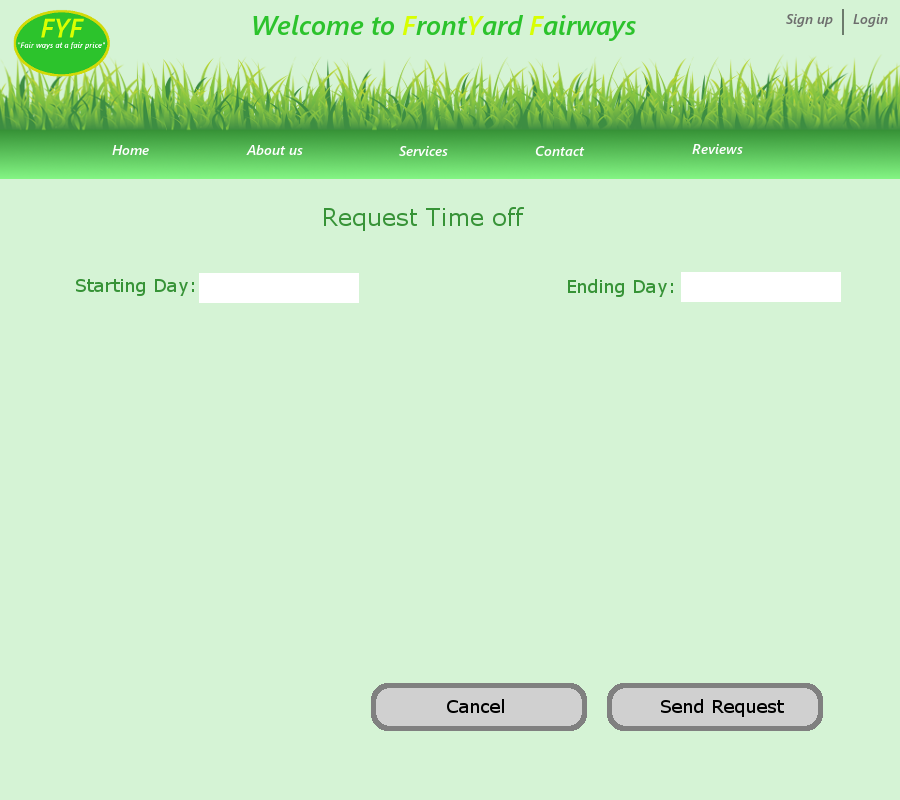 FYF
"Fair ways at a fair price"
Welcome to FrontYard Fairways
Sign up
Login
Home
About us
Services
Contact
Reviews
Request Time off
Starting Day:
Ending Day:
Cancel
Send Request